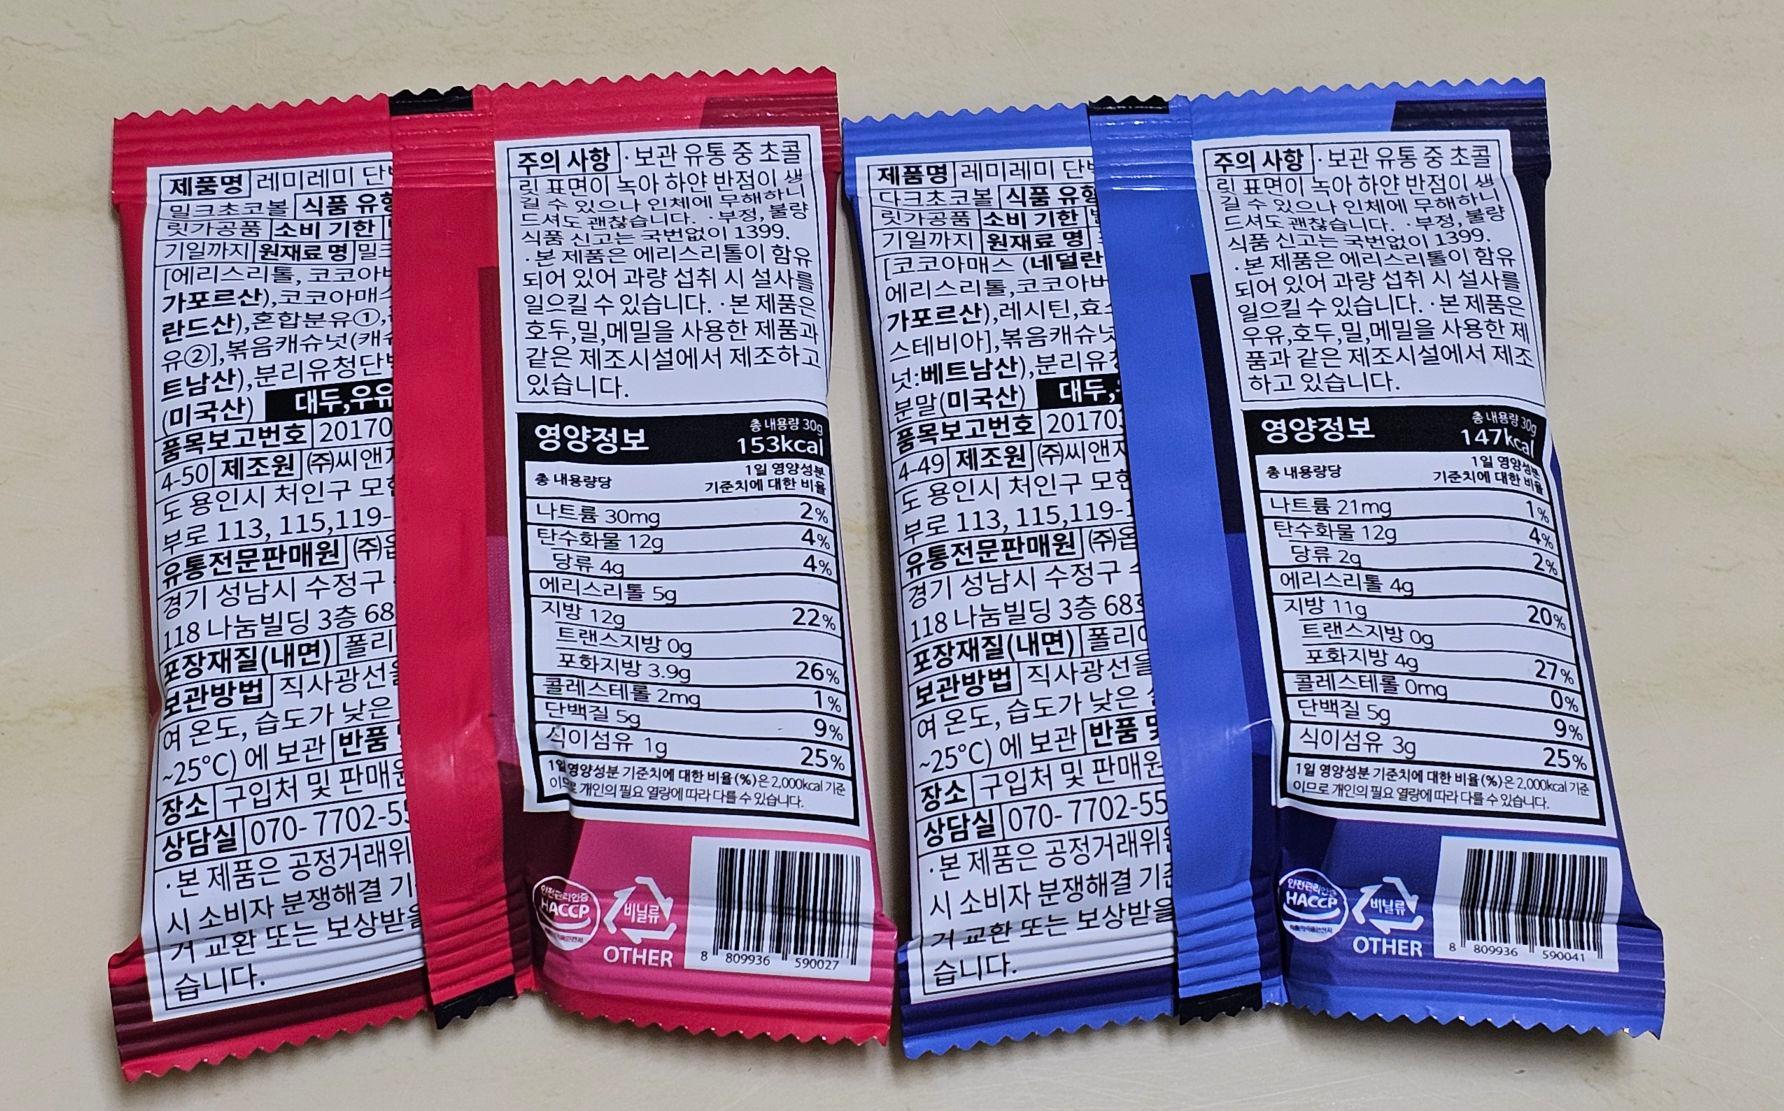 제품명 레미레미 단
밀크초코볼 식품 유형
릿가공품 소비 기한
기일까지 원재료 명 밀크
[에리스리톨, 코코아버
가포르산),코코아매스
란드산),혼합분유①,
유②],볶음캐슈넛(캐슈
트남산),분리유청단백
(미국산) 대두,우유
품목보고번호 20170
4-50 제조원 (주)씨앤
도 용인시 처인구 모현
부로 113, 115,119-
유통전문판매원 (주)
경기 성남시 수정구
118 나눔빌딩 3층 68
포장재질(내면) 폴리
보관방법 직사광선을
여 온도, 습도가 낮은
~25℃) 에 보관 반품
장소 구입처 및 판매원
상담실 070- 7702-55
·본 제품은 공정거래위
시 소비자 분쟁해결 기
거 교환 또는 보상받을
습니다.
주의 사항 ·보관 유통 중 초콜
릿 표면이 녹아 하얀 반점이 생
길 수 있으나 인체에 무해하니
드셔도 괜찮습니다. ·부정, 불량
식품 신고는 국번없이 1399.
·본 제품은 에리스리톨이 함유
되어 있어 과량 섭취 시 설사를
일으킬 수 있습니다. ·본 제품은
호두,밀,메밀을 사용한 제품과
같은 제조시설에서 제조하고
있습니다.
영양정보 총 내용량 30g
153kcal
총 내용량당 1일 영양성분
기준치에 대한 비율
나트륨 30mg 2%
탄수화물 12g 4%
당류 4g 4%
에리스리톨 5g
지방 12g 22%
트랜스지방 0g
포화지방 3.9g 26%
콜레스테롤 2mg 1%
단백질 5g 9%
식이섬유 1g 25%
1일 영양성분 기준치에 대한 비율(%)은 2,000kcal 기준
이므로 개인의 필요 열량에 따라 다를 수 있습니다.
안전관리인증
HACCP
비닐류
OTHER
8 809936 590027
제품명 레미레미 단
다크초코볼 식품 유형
릿가공품 소비 기한
기일까지 원재료 명
[코코아매스 (네덜란
에리스리톨,코코아버
가포르산),레시틴,효소
스테비아],볶음캐슈넛
넛:베트남산),분리유청
분말(미국산) 대두,
품목보고번호 20170
4-49 제조원 (주)씨앤
도 용인시 처인구 모현
부로 113, 115,119-1
유통전문판매원 (주)
경기 성남시 수정구
118 나눔빌딩 3층 68
포장재질(내면) 폴리
보관방법 직사광선을
여 온도, 습도가 낮은
~25℃) 에 보관 반품 및
장소 구입처 및 판매원
상담실 070- 7702-55
·본 제품은 공정거래위원
시 소비자 분쟁해결 기준
거 교환 또는 보상받을
습니다.
주의 사항 ·보관 유통 중 초콜
릿 표면이 녹아 하얀 반점이 생
길 수 있으나 인체에 무해하니
드셔도 괜찮습니다. ·부정, 불량
식품 신고는 국번없이 1399.
·본 제품은 에리스리톨이 함유
되어 있어 과량 섭취 시 설사를
일으킬 수 있습니다. ·본 제품은
우유,호두,밀,메밀을 사용한 제
품과 같은 제조시설에서 제조
하고 있습니다.
영양정보 총 내용량 30g
147kcal
총 내용량당 1일 영양성분
기준치에 대한 비율
나트륨 21mg 1%
탄수화물 12g 4%
당류 2g 2%
에리스리톨 4g
지방 11g 20%
트랜스지방 0g
포화지방 4g 27%
콜레스테롤 0mg 0%
단백질 5g 9%
식이섬유 3g 25%
1일 영양성분 기준치에 대한 비율(%)은 2,000kcal 기준
이므로 개인의 필요 열량에 따라 다를 수 있습니다.
안전관리인증
HACCP
비닐류
OTHER
8 809936 590041